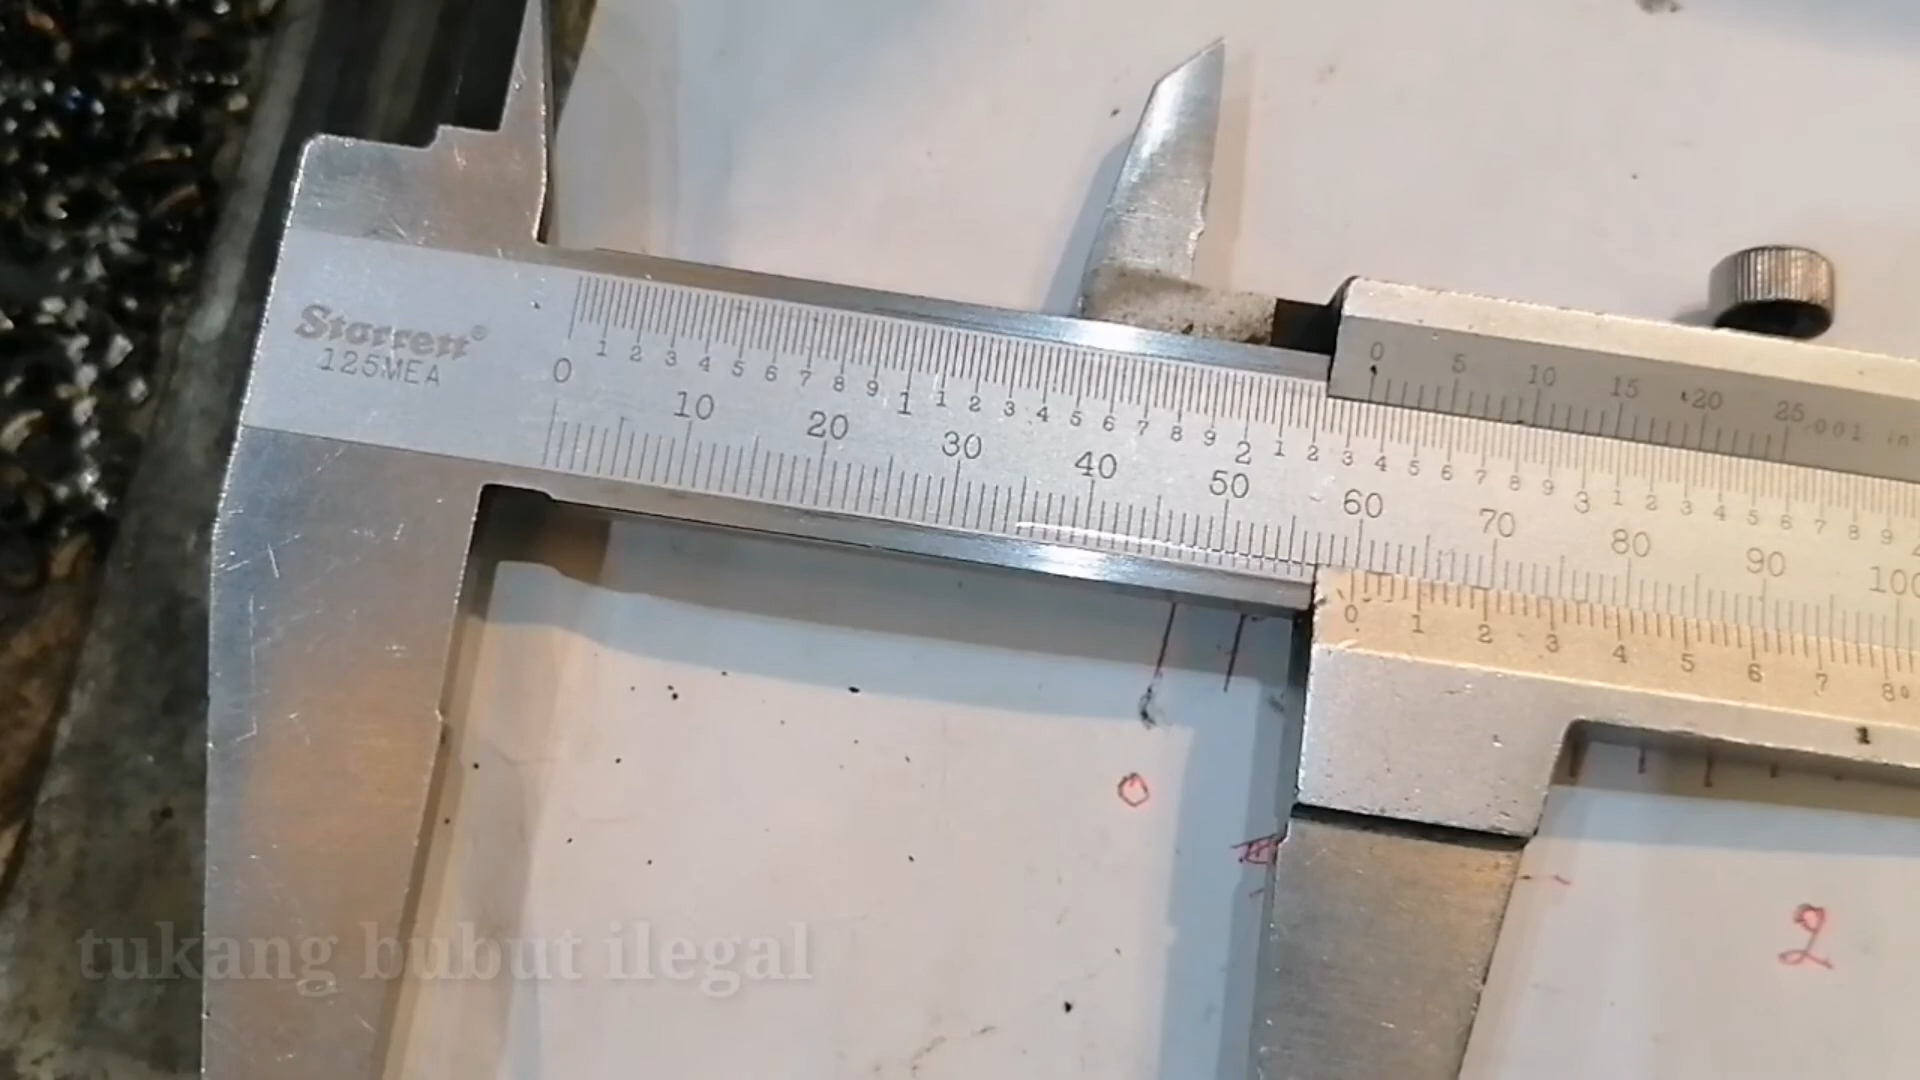 Starrett®
125MEA
0 1 2 3 4 5 6 7 8 9 1 1 2 3 4 5 6 7 8 9 2 1 2 3 4 5 6 7 8 9 3 1 2 3 4 5 6 7 8 9
0 5 10 15 20 25 .001 in
10 20 30 40 50 60 70 80 90 100
0 1 2 3 4 5 6 7 8
0
2
tukang bubut ilegal